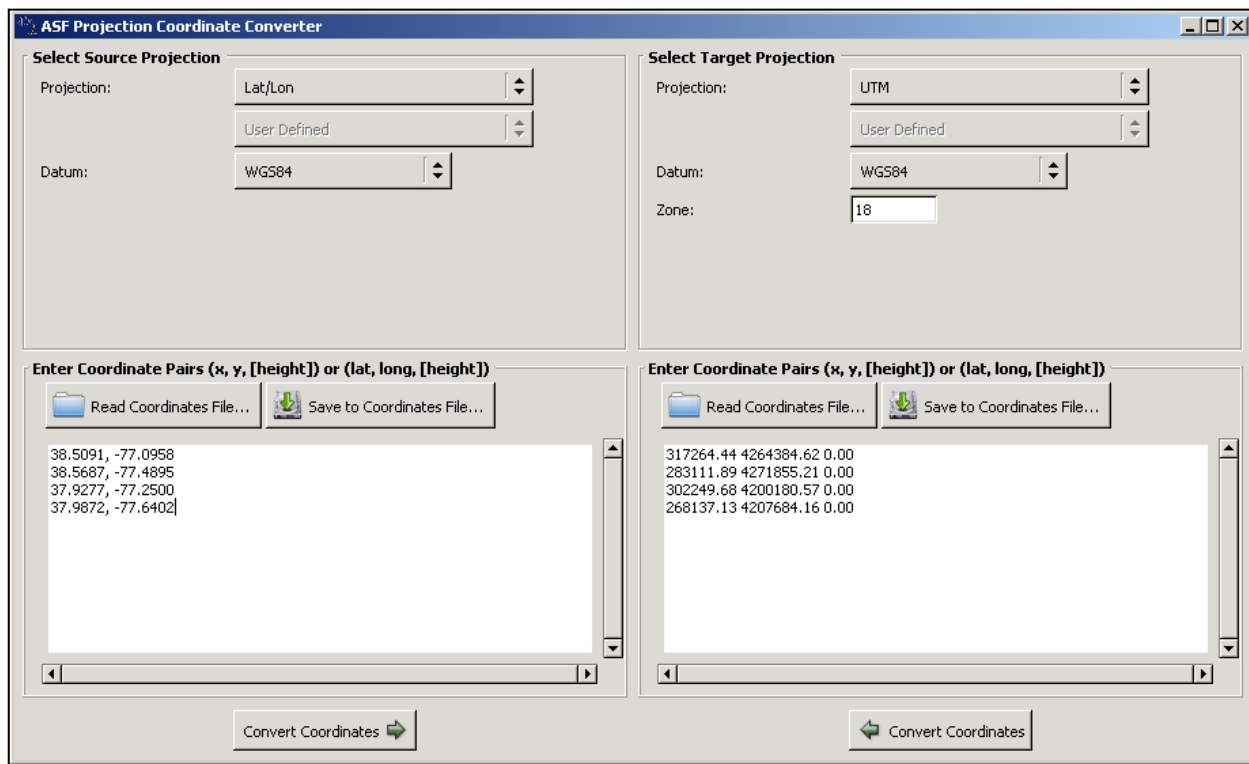 ASF Projection Coordinate Converter
Select Source Projection
Projection:
Lat/Lon
User Defined
Datum:
WGS84
Select Target Projection
Projection:
UTM
User Defined
Datum:
WGS84
Zone:
18
Enter Coordinate Pairs (x, y, [height]) or (lat, long, [height])
Read Coordinates File...
Save to Coordinates File...
38.5091, -77.0958
38.5687, -77.4895
37.9277, -77.2500
37.9872, -77.6402
Convert Coordinates
Enter Coordinate Pairs (x, y, [height]) or (lat, long, [height])
Read Coordinates File...
Save to Coordinates File...
317264.44 4264384.62 0.00
283111.89 4271855.21 0.00
302249.68 4200180.57 0.00
268137.13 4207684.16 0.00
Convert Coordinates